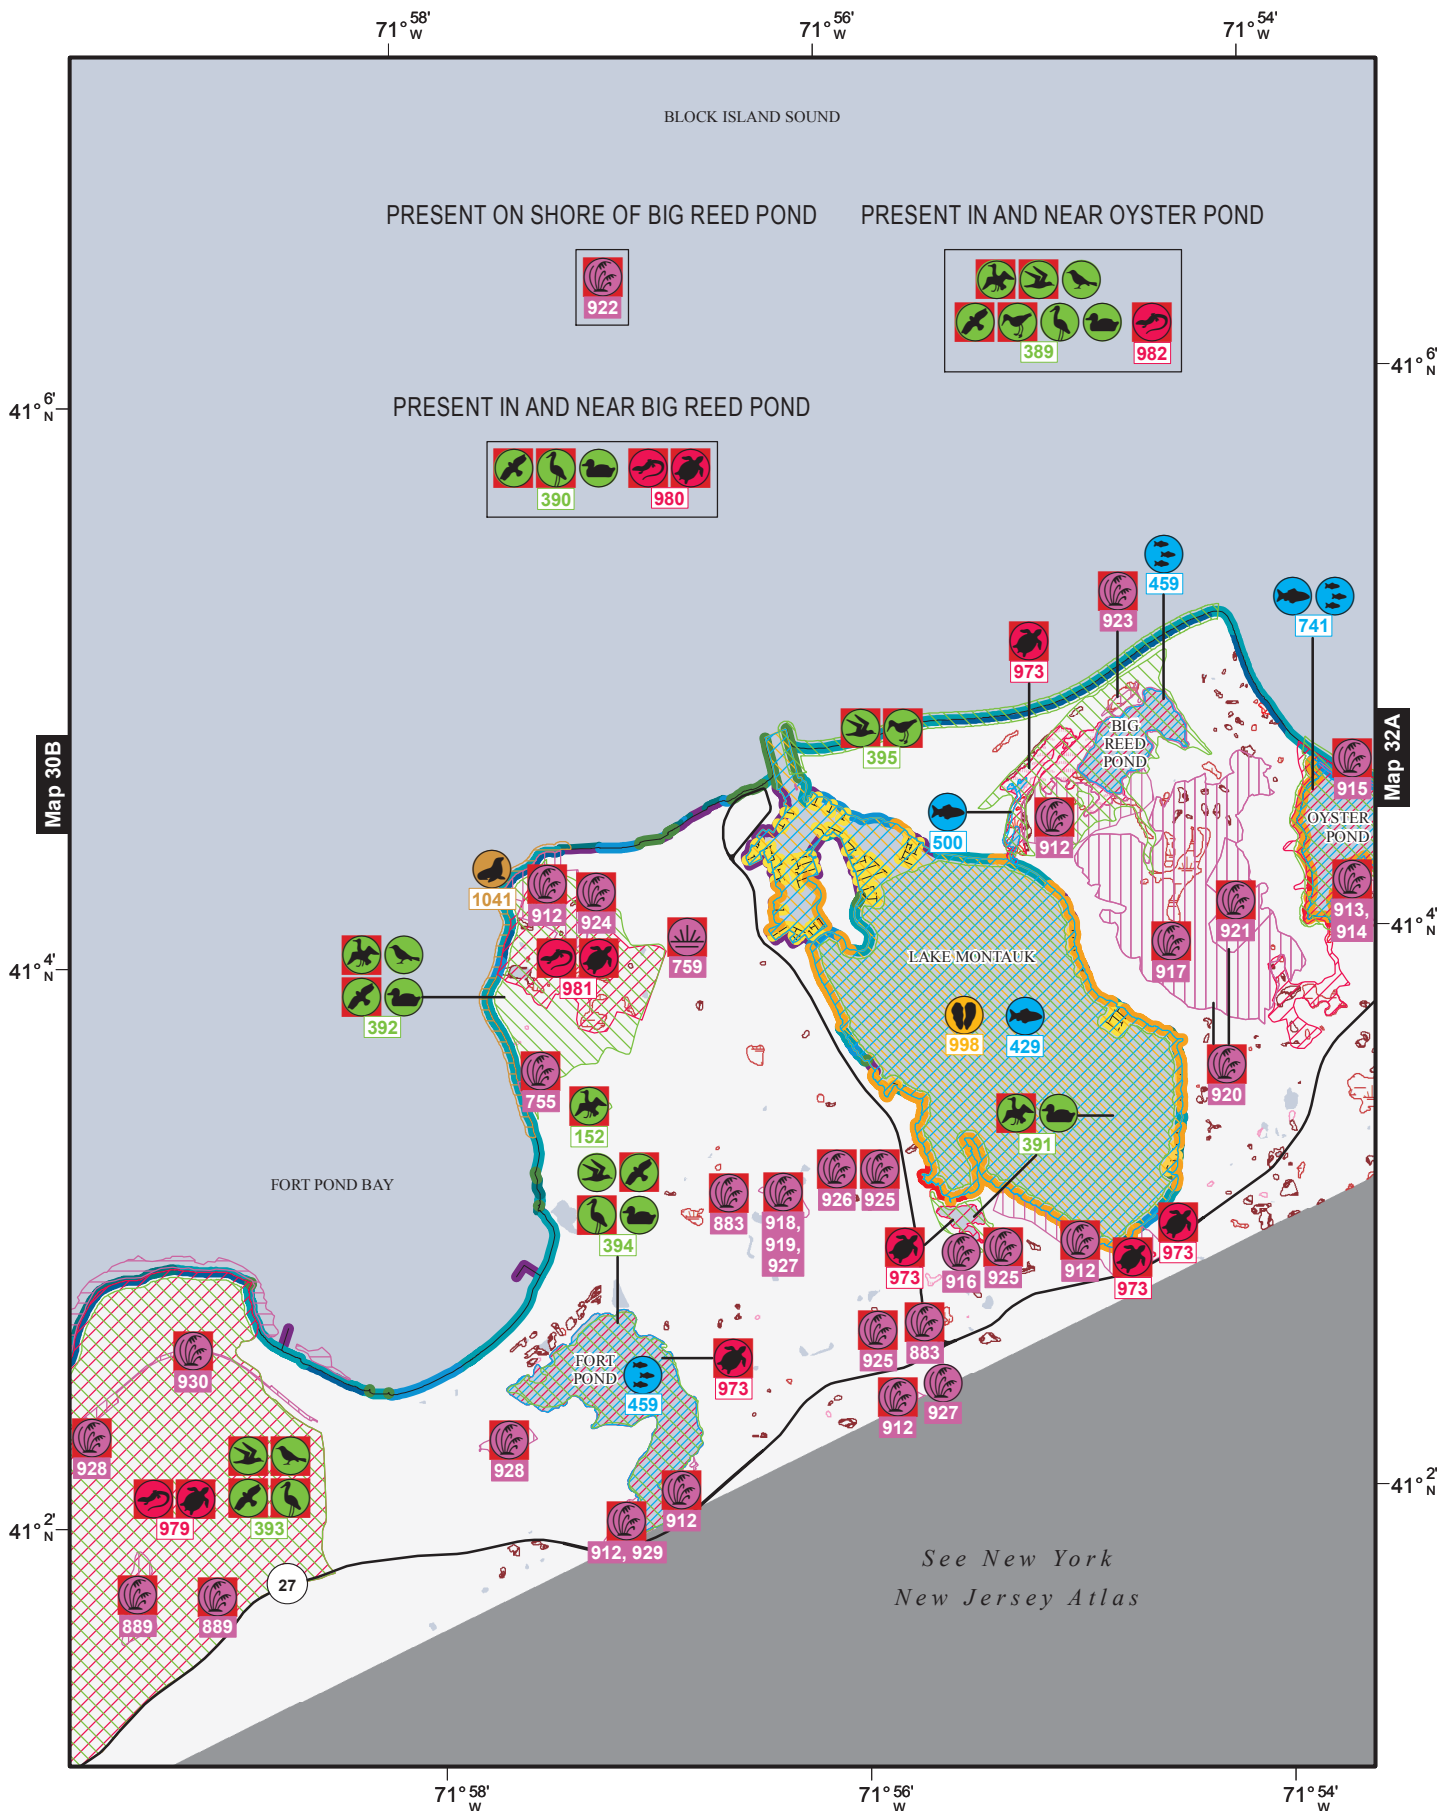 71° 58' W
71° 56' W
71° 54' W
BLOCK ISLAND SOUND
PRESENT ON SHORE OF BIG REED POND
PRESENT IN AND NEAR OYSTER POND
922
389
982
41° 6' N
41° 6' N
PRESENT IN AND NEAR BIG REED POND
390
980
459
923
741
973
BIG
REED
POND
395
Map 30B
Map 32A
915
OYSTER
POND
500
912
1041
912
924
921
913,
914
41° 4' N
759
917
LAKE MONTAUK
41° 4' N
981
392
998
429
755
920
152
391
FORT POND BAY
926
925
883
918,
919,
927
394
973
916
925
912
973
973
925
883
930
FORT
POND
973
459
912
927
928
928
979
393
912
41° 2' N
41° 2' N
912, 929
See New York
New Jersey Atlas
27
889
889
71° 58' W
71° 56' W
71° 54' W